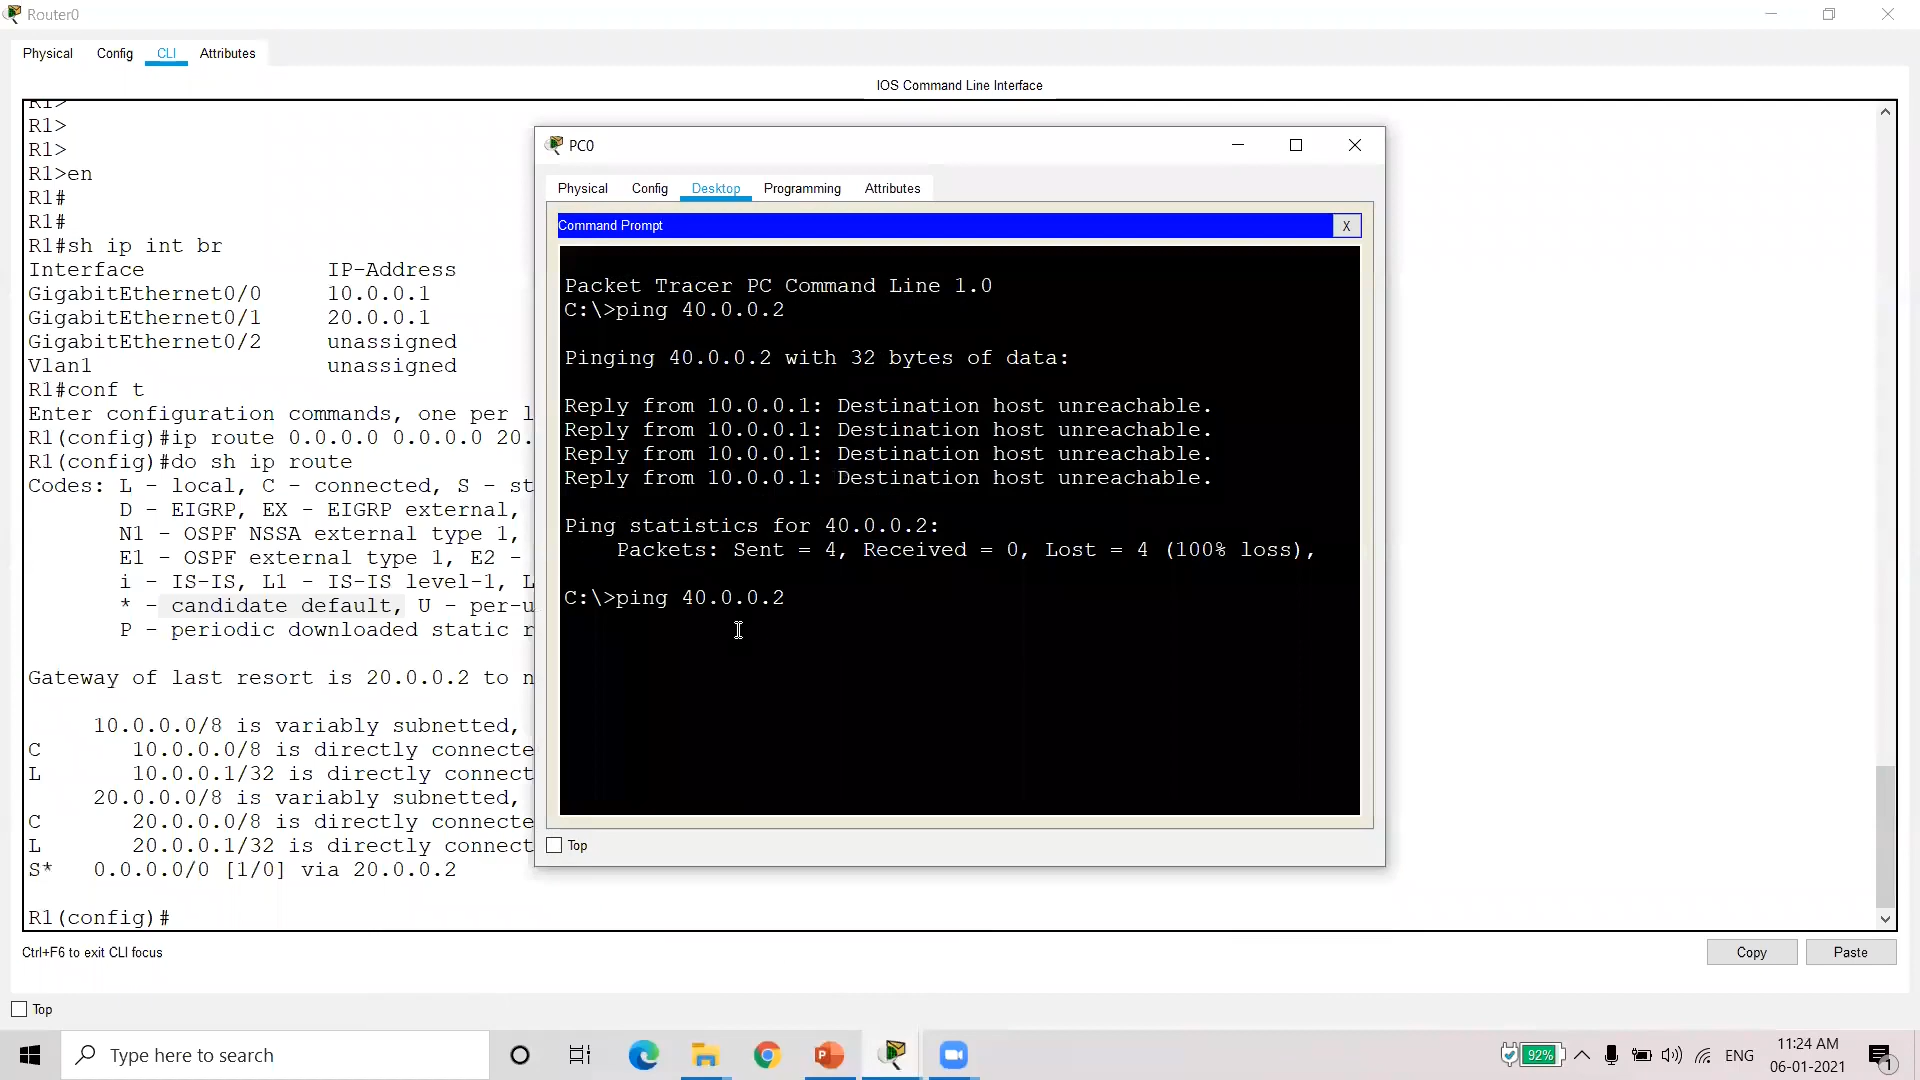 Router0
Physical Config CLI Attributes
IOS Command Line Interface
R1>
R1>
R1>
R1>en
R1#
R1#
R1#sh ip int br
Interface IP-Address
GigabitEthernet0/0 10.0.0.1
GigabitEthernet0/1 20.0.0.1
GigabitEthernet0/2 unassigned
Vlan1 unassigned
R1#conf t
Enter configuration commands, one per l
R1(config)#ip route 0.0.0.0 0.0.0.0 20.
R1(config)#do sh ip route
Codes: L - local, C - connected, S - st
D - EIGRP, EX - EIGRP external,
N1 - OSPF NSSA external type 1,
E1 - OSPF external type 1, E2 -
i - IS-IS, L1 - IS-IS level-1, L
* - candidate default, U - per-u
P - periodic downloaded static r
Gateway of last resort is 20.0.0.2 to n
10.0.0.0/8 is variably subnetted,
C 10.0.0.0/8 is directly connecte
L 10.0.0.1/32 is directly connect
20.0.0.0/8 is variably subnetted,
C 20.0.0.0/8 is directly connecte
L 20.0.0.1/32 is directly connect
S* 0.0.0.0/0 [1/0] via 20.0.0.2
R1(config)#
Ctrl+F6 to exit CLI focus
Copy Paste
Top
PC0
Physical Config Desktop Programming Attributes
Command Prompt X
Packet Tracer PC Command Line 1.0
C:\>ping 40.0.0.2
Pinging 40.0.0.2 with 32 bytes of data:
Reply from 10.0.0.1: Destination host unreachable.
Reply from 10.0.0.1: Destination host unreachable.
Reply from 10.0.0.1: Destination host unreachable.
Reply from 10.0.0.1: Destination host unreachable.
Ping statistics for 40.0.0.2:
Packets: Sent = 4, Received = 0, Lost = 4 (100% loss),
C:\>ping 40.0.0.2
Top
Type here to search
92%
ENG
11:24 AM
06-01-2021
1